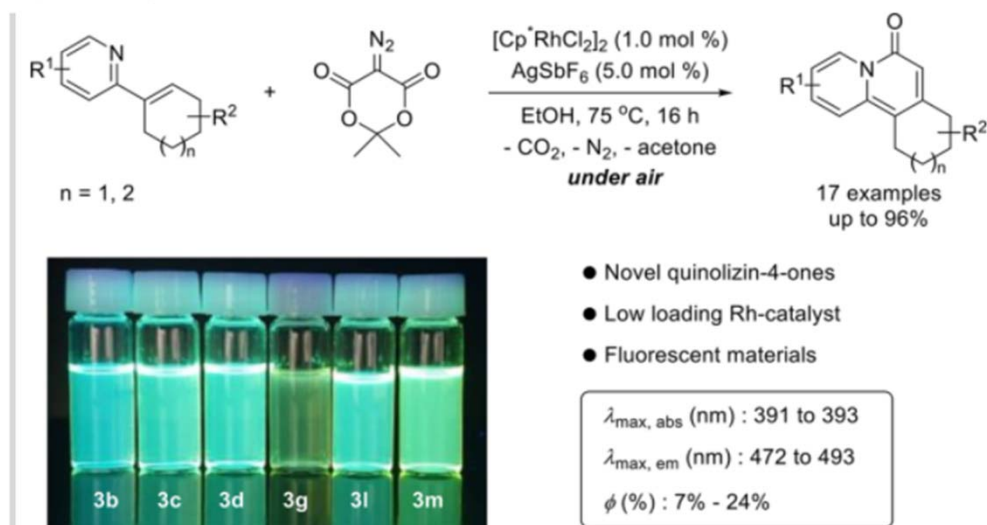 N
R¹
+
N₂
O
O
O
O
R²
( )n
n = 1, 2
[Cp*RhCl₂]₂ (1.0 mol %)
AgSbF₆ (5.0 mol %)
EtOH, 75 °C, 16 h
- CO₂, - N₂, - acetone
under air
O
N
R¹
R²
( )n
17 examples
up to 96%
3b 3c 3d 3g 3l 3m
● Novel quinolizin-4-ones
● Low loading Rh-catalyst
● Fluorescent materials
λmax, abs (nm) : 391 to 393
λmax, em (nm) : 472 to 493
ϕ (%) : 7% - 24%